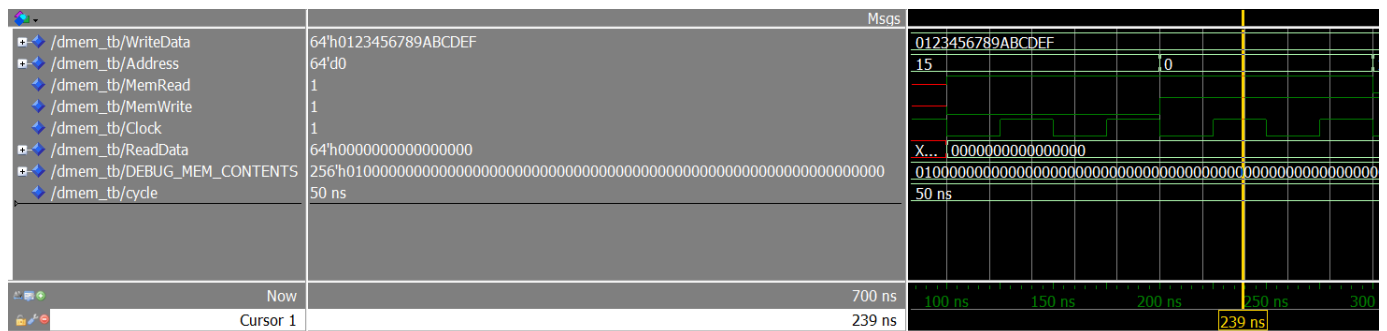 Msgs
/dmem_tb/WriteData 64'h0123456789ABCDEF 0123456789ABCDEF
/dmem_tb/Address 64'd0 15 0
/dmem_tb/MemRead 1
/dmem_tb/MemWrite 1
/dmem_tb/Clock 1
/dmem_tb/ReadData 64'h0000000000000000 X... 0000000000000000
/dmem_tb/DEBUG_MEM_CONTENTS 256'h0100000000000000000000000000000000000000000000000000000000000000
/dmem_tb/cycle 50 ns 50 ns
Now 700 ns 100 ns 150 ns 200 ns 250 ns 300
Cursor 1 239 ns 239 ns